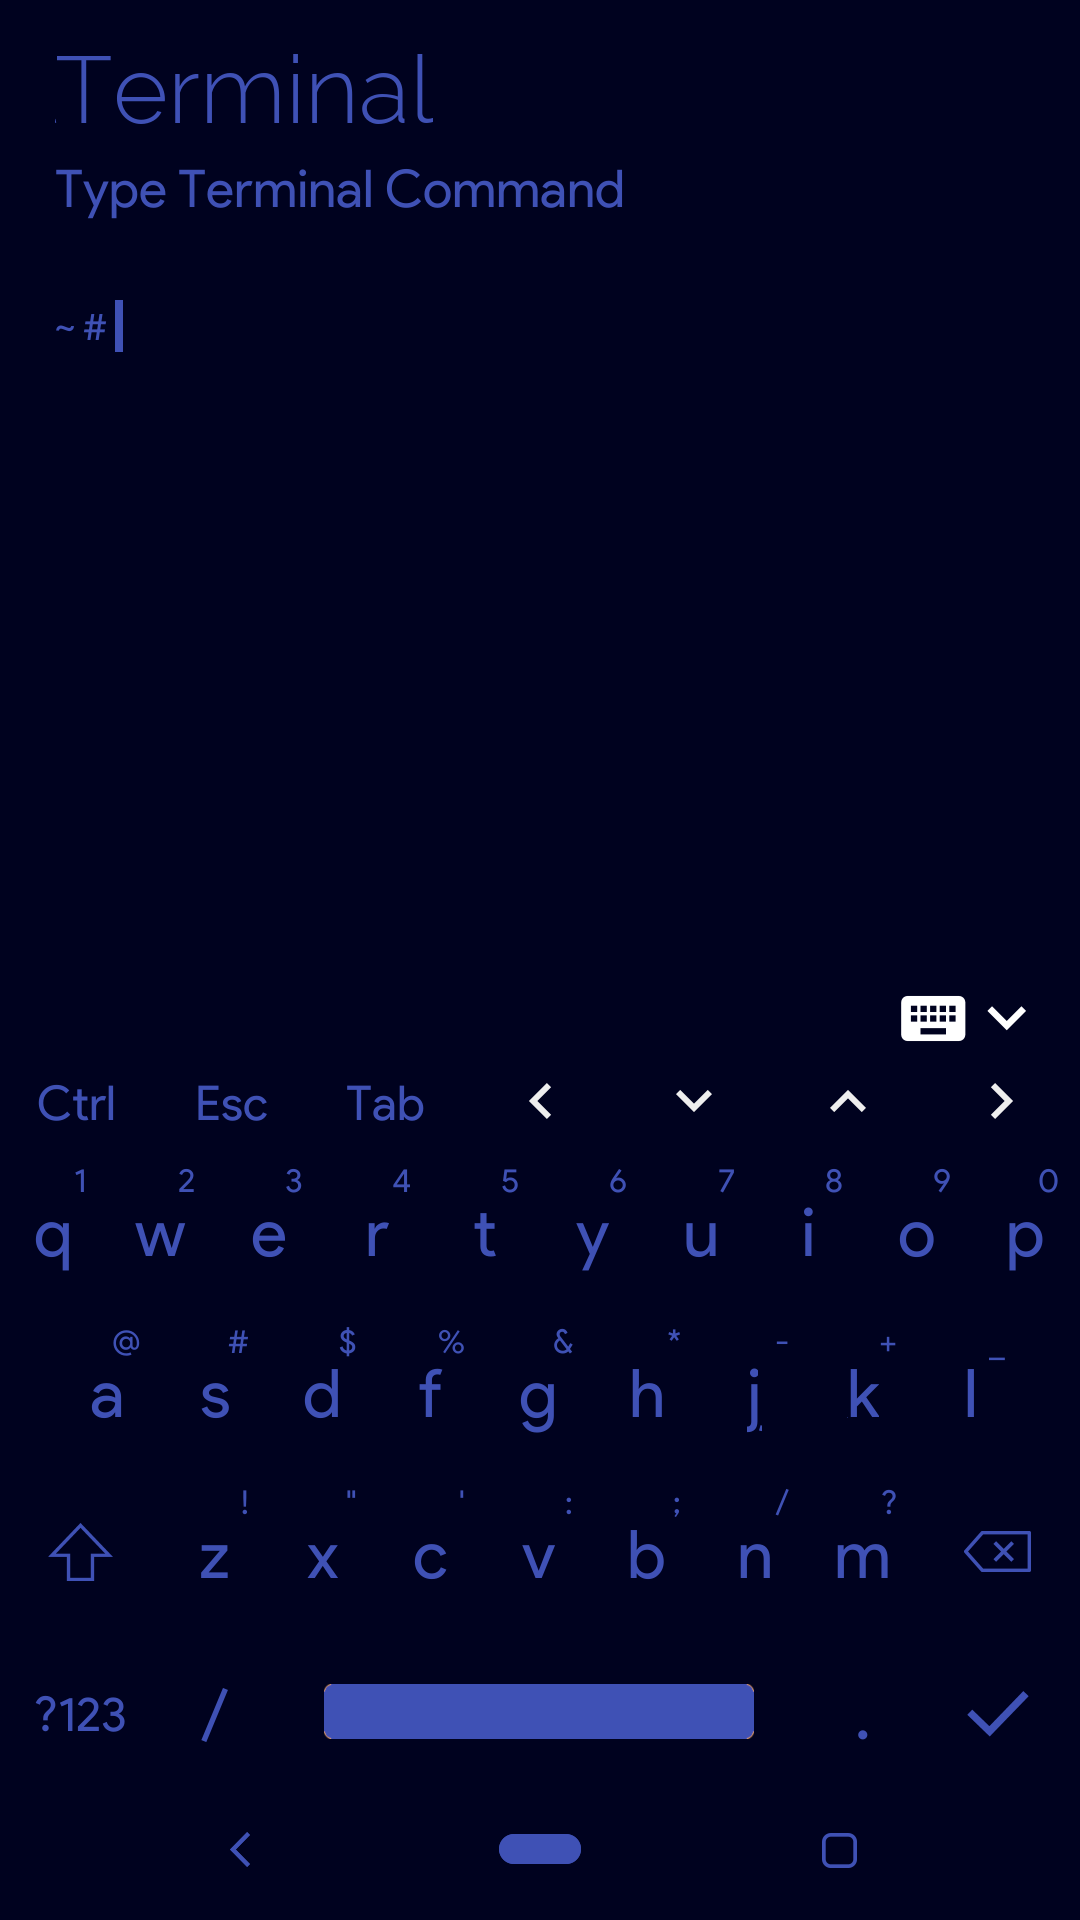 Terminal
Type Terminal Command
~ #
Ctrl Esc Tab
1 2 3 4 5 6 7 8 9 0
q w e r t y u i o p
@ # $ % & * - + _
a s d f g h j k l
! " ' : ; / ?
z x c v b n m
?123 / .